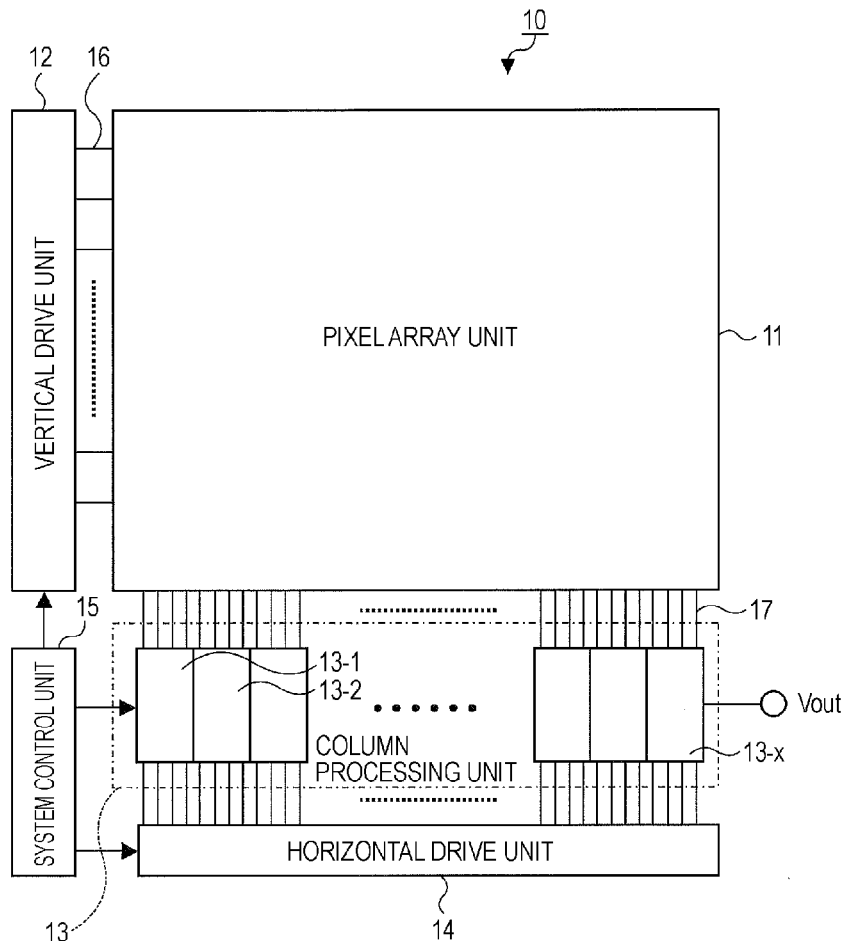 10
12
16
VERTICAL DRIVE UNIT
PIXEL ARRAY UNIT
11
15
17
SYSTEM CONTROL UNIT
13-1
13-2
Vout
COLUMN
PROCESSING UNIT
13-x
HORIZONTAL DRIVE UNIT
13
14